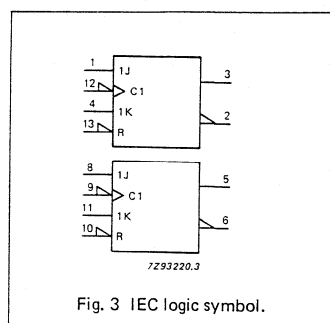 1 1J 3
12 C1
4 1K 2
13 R
8 1J 5
9 C1
11 1K 6
10 R
7Z93220.3
Fig. 3 IEC logic symbol.